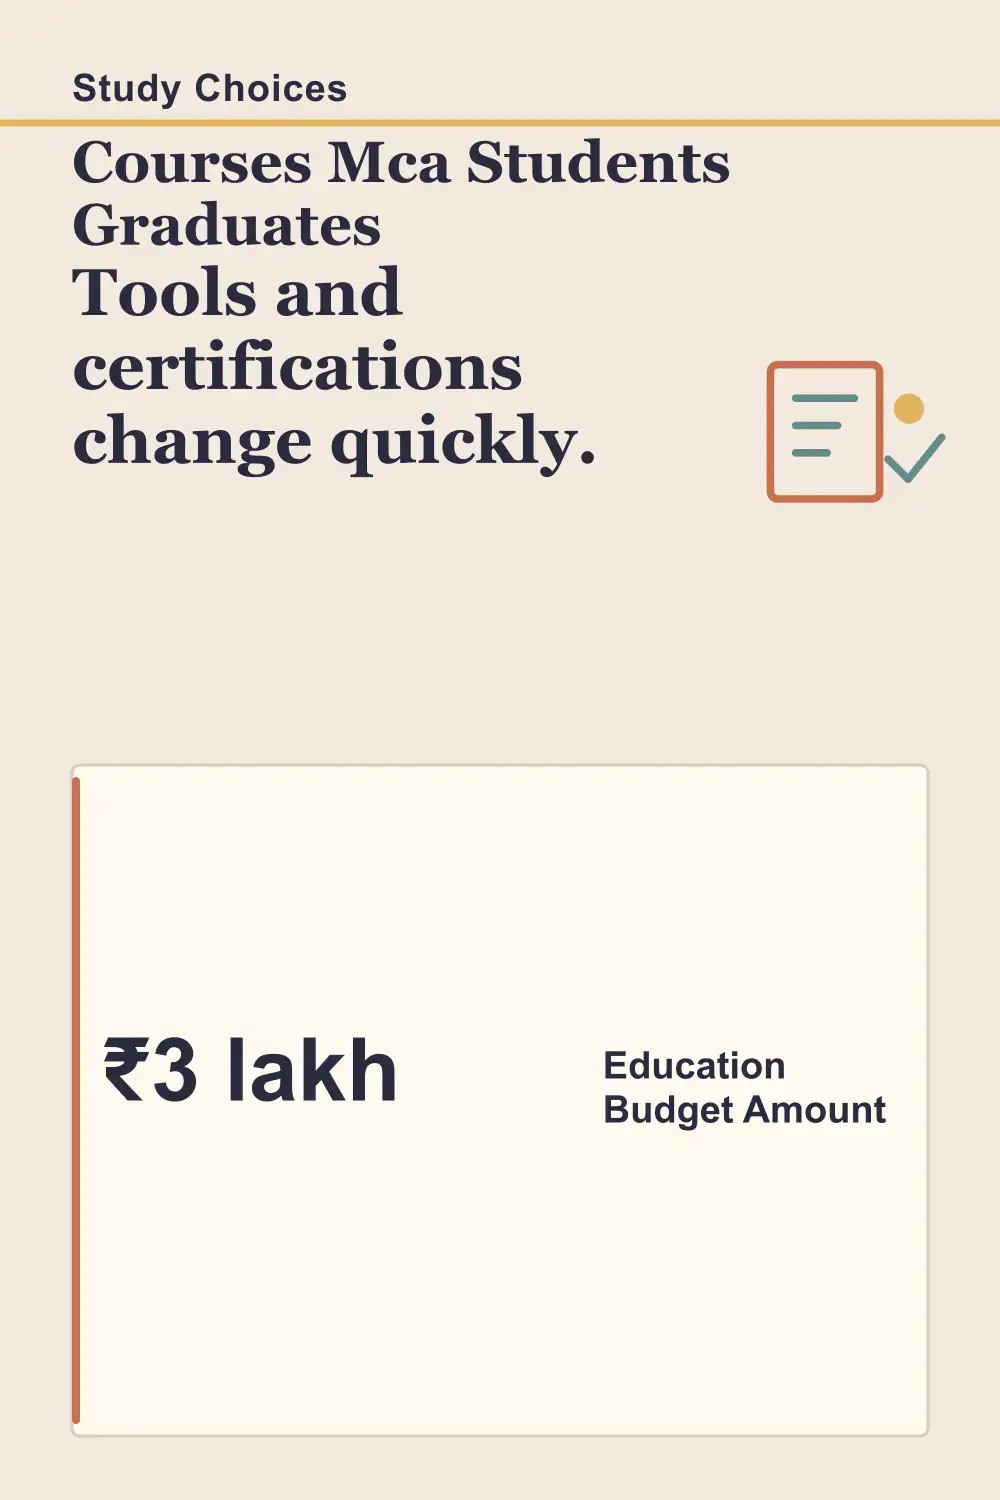 Study Choices
Courses Mca Students
Graduates
Tools and
certifications
change quickly.
₹3 lakh
Education
Budget Amount